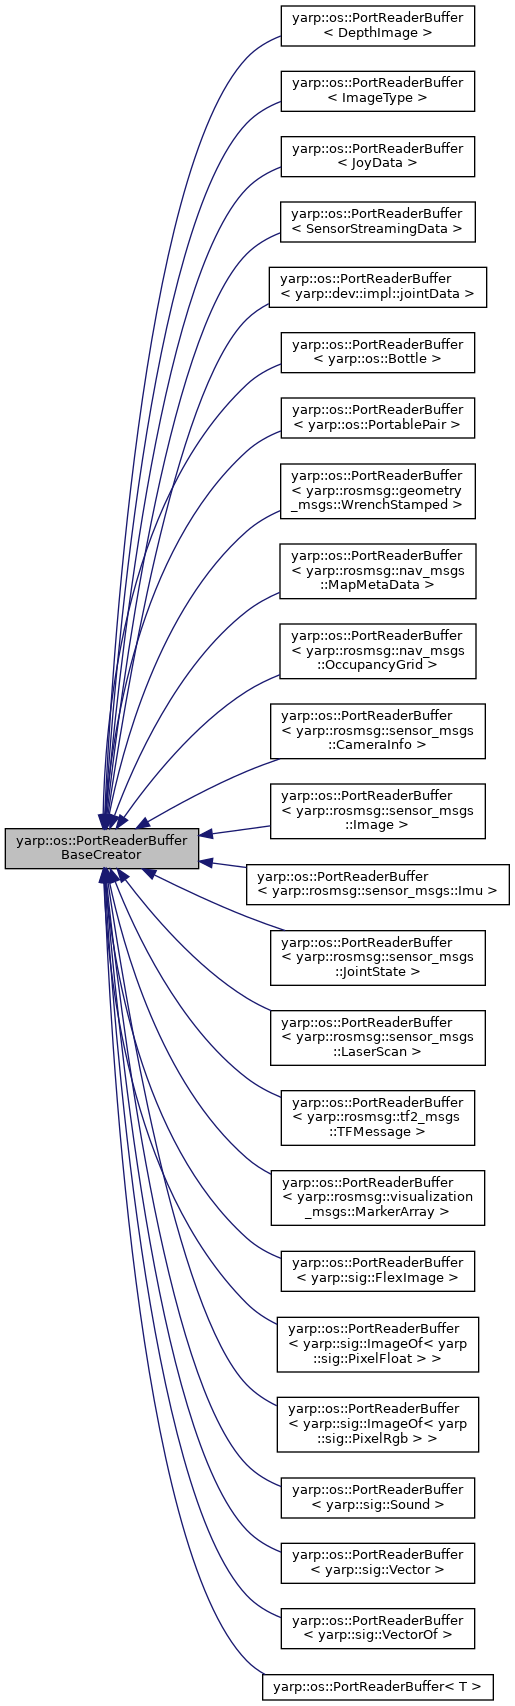 yarp::os::PortReaderBuffer
< DepthImage >
yarp::os::PortReaderBuffer
< ImageType >
yarp::os::PortReaderBuffer
< JoyData >
yarp::os::PortReaderBuffer
< SensorStreamingData >
yarp::os::PortReaderBuffer
< yarp::dev::impl::jointData >
yarp::os::PortReaderBuffer
< yarp::os::Bottle >
yarp::os::PortReaderBuffer
< yarp::os::PortablePair >
yarp::os::PortReaderBuffer
< yarp::rosmsg::geometry
_msgs::WrenchStamped >
yarp::os::PortReaderBuffer
< yarp::rosmsg::nav_msgs
::MapMetaData >
yarp::os::PortReaderBuffer
< yarp::rosmsg::nav_msgs
::OccupancyGrid >
yarp::os::PortReaderBuffer
< yarp::rosmsg::sensor_msgs
::CameraInfo >
yarp::os::PortReaderBuffer
< yarp::rosmsg::sensor_msgs
::Image >
yarp::os::PortReaderBuffer
BaseCreator
yarp::os::PortReaderBuffer
< yarp::rosmsg::sensor_msgs::Imu >
yarp::os::PortReaderBuffer
< yarp::rosmsg::sensor_msgs
::JointState >
yarp::os::PortReaderBuffer
< yarp::rosmsg::sensor_msgs
::LaserScan >
yarp::os::PortReaderBuffer
< yarp::rosmsg::tf2_msgs
::TFMessage >
yarp::os::PortReaderBuffer
< yarp::rosmsg::visualization
_msgs::MarkerArray >
yarp::os::PortReaderBuffer
< yarp::sig::FlexImage >
yarp::os::PortReaderBuffer
< yarp::sig::ImageOf< yarp
::sig::PixelFloat > >
yarp::os::PortReaderBuffer
< yarp::sig::ImageOf< yarp
::sig::PixelRgb > >
yarp::os::PortReaderBuffer
< yarp::sig::Sound >
yarp::os::PortReaderBuffer
< yarp::sig::Vector >
yarp::os::PortReaderBuffer
< yarp::sig::VectorOf >
yarp::os::PortReaderBuffer< T >